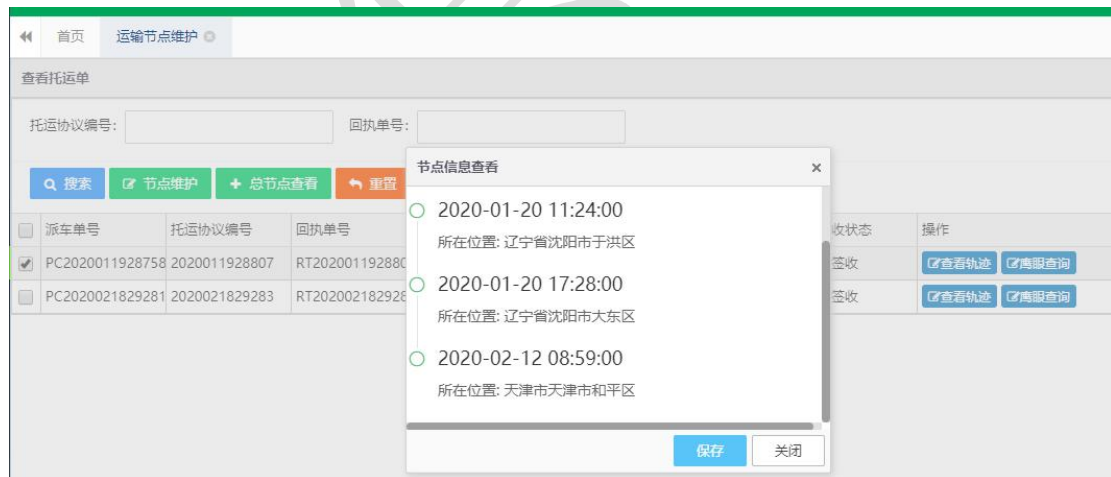 首页 运输节点维护
查看托运单
托运协议编号: 回执单号:
搜索 节点维护 总节点查看 重置
派车单号 托运协议编号 回执单号 收状态 操作
PC2020011928758 2020011928807 RT202001192880 签收 查看轨迹 鹰眼查询
PC2020021829281 2020021829283 RT202002182928 签收 查看轨迹 鹰眼查询
节点信息查看 ×
2020-01-20 11:24:00
所在位置: 辽宁省沈阳市于洪区
2020-01-20 17:28:00
所在位置: 辽宁省沈阳市大东区
2020-02-12 08:59:00
所在位置: 天津市天津市和平区
保存 关闭